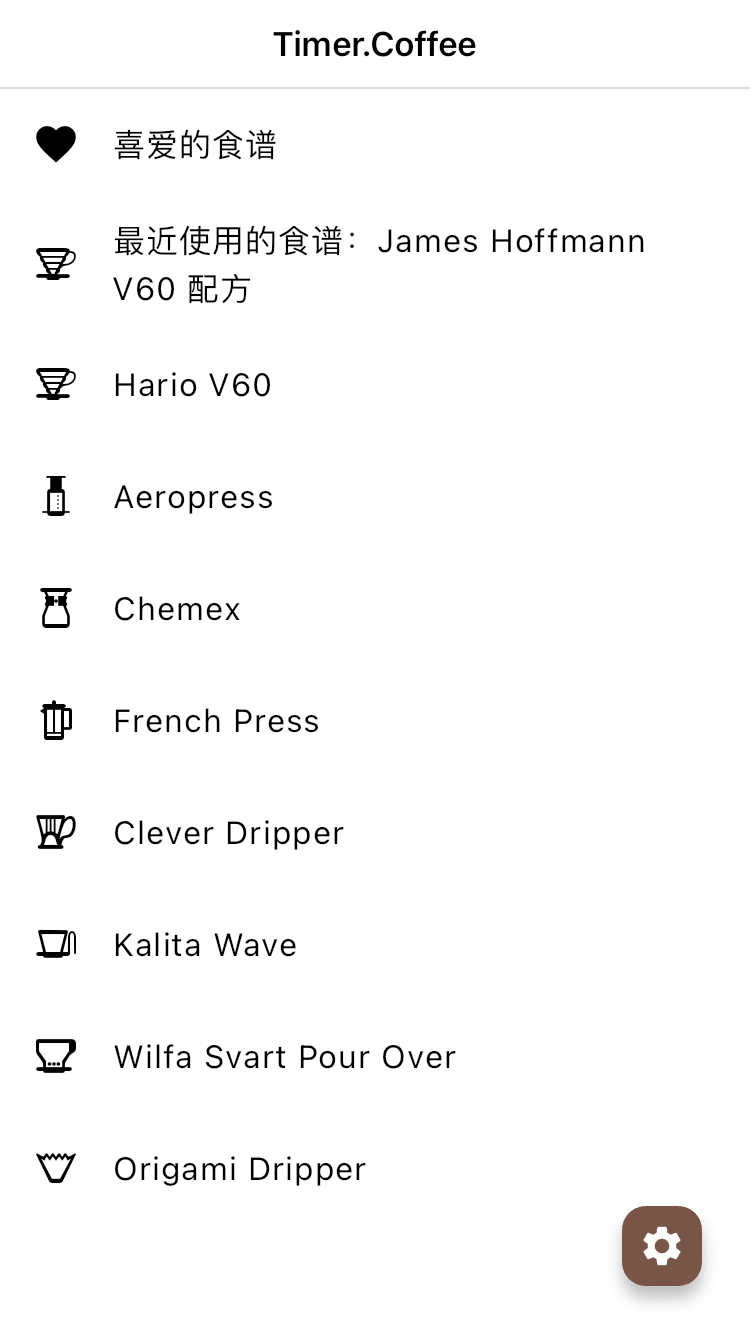 Timer.Coffee
喜爱的食谱
最近使用的食谱：James Hoffmann
V60 配方
Hario V60
Aeropress
Chemex
French Press
Clever Dripper
Kalita Wave
Wilfa Svart Pour Over
Origami Dripper